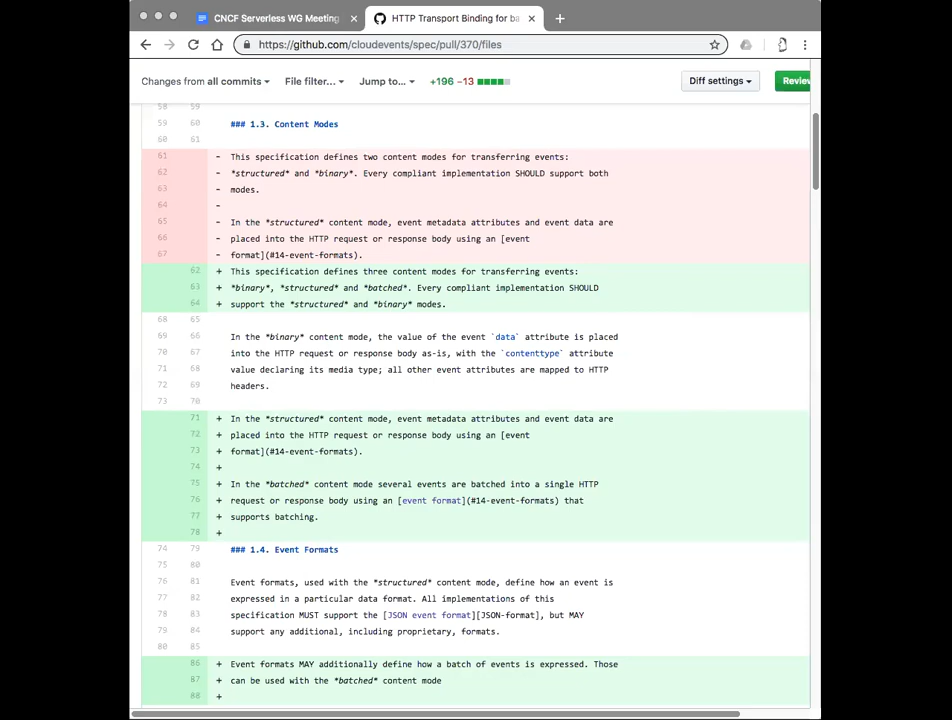 CNCF Serverless WG Meeting
HTTP Transport Binding for ba
https://github.com/cloudevents/spec/pull/370/files
Changes from all commits File filter... Jump to... +196 −13 Diff settings Review
58 59
59 60 ### 1.3. Content Modes
60 61
61 - This specification defines two content modes for transferring events:
62 - *structured* and *binary*. Every compliant implementation SHOULD support both
63 - modes.
64 -
65 - In the *structured* content mode, event metadata attributes and event data are
66 - placed into the HTTP request or response body using an [event
67 - format](#14-event-formats).
62 + This specification defines three content modes for transferring events:
63 + *binary*, *structured* and *batched*. Every compliant implementation SHOULD
64 + support the *structured* and *binary* modes.
68 65
69 66 In the *binary* content mode, the value of the event `data` attribute is placed
70 67 into the HTTP request or response body as-is, with the `contenttype` attribute
71 68 value declaring its media type; all other event attributes are mapped to HTTP
72 69 headers.
73 70
71 + In the *structured* content mode, event metadata attributes and event data are
72 + placed into the HTTP request or response body using an [event
73 + format](#14-event-formats).
74 +
75 + In the *batched* content mode several events are batched into a single HTTP
76 + request or response body using an [event format](#14-event-formats) that
77 + supports batching.
78 +
74 79 ### 1.4. Event Formats
75 80
76 81 Event formats, used with the *structured* content mode, define how an event is
77 82 expressed in a particular data format. All implementations of this
78 83 specification MUST support the [JSON event format][JSON-format], but MAY
79 84 support any additional, including proprietary, formats.
80 85
86 + Event formats MAY additionally define how a batch of events is expressed. Those
87 + can be used with the *batched* content mode
88 +